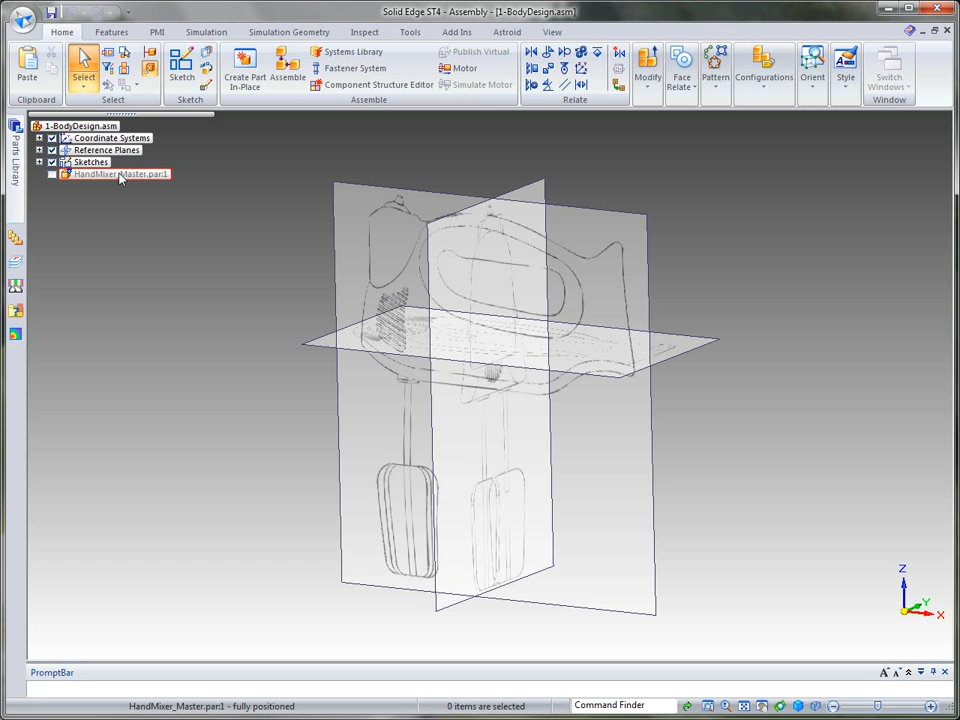 Solid Edge ST4 - Assembly - [1-BodyDesign.asm]
Home Features PMI Simulation Simulation Geometry Inspect Tools Add Ins Astroid View
Paste
Clipboard
Select
Select
Sketch
Sketch
Create Part In-Place
Assemble
Systems Library
Fastener System
Component Structure Editor
Publish Virtual
Motor
Simulate Motor
Assemble
Relate
Modify
Face Relate
Pattern
Configurations
Orient
Style
Switch Windows
Window
Parts Library
1-BodyDesign.asm
Coordinate Systems
Reference Planes
Sketches
HandMixer_Master.par:1
Z
Y
X
PromptBar
HandMixer_Master.par:1 - fully positioned
0 items are selected
Command Finder